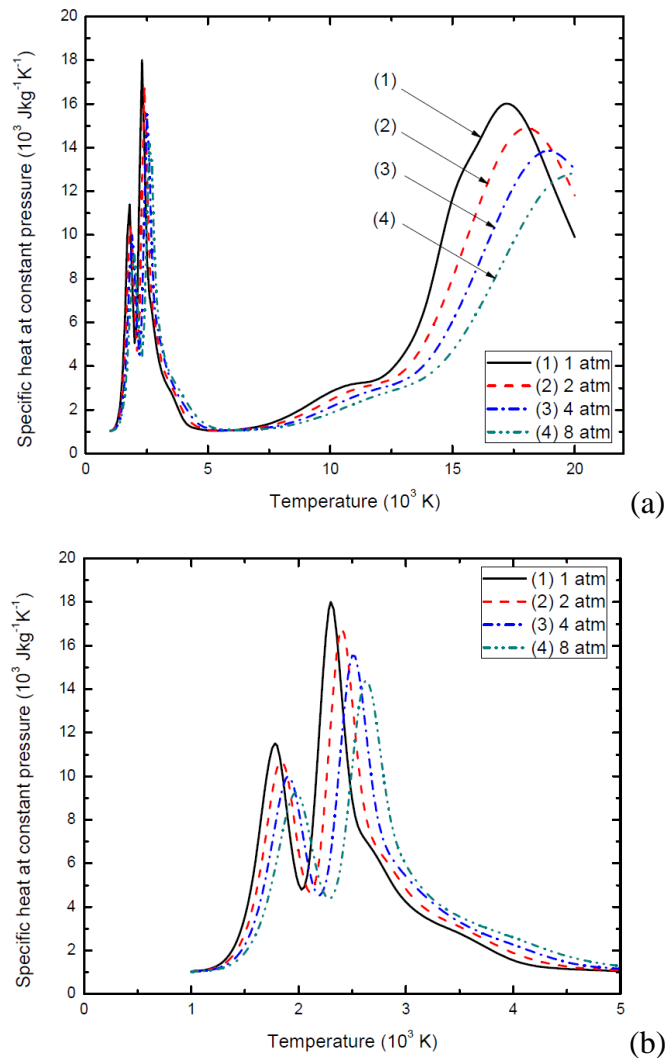 20
18
16
14
12
10
8
6
4
2
0
Specific heat at constant pressure (10³ Jkg⁻¹K⁻¹)
(1)
(2)
(3)
(4)
(1) 1 atm
(2) 2 atm
(3) 4 atm
(4) 8 atm
0 5 10 15 20
Temperature (10³ K)
(a)
20
18
16
14
12
10
8
6
4
2
0
Specific heat at constant pressure (10³ Jkg⁻¹K⁻¹)
(1) 1 atm
(2) 2 atm
(3) 4 atm
(4) 8 atm
0 1 2 3 4 5
Temperature (10³ K)
(b)